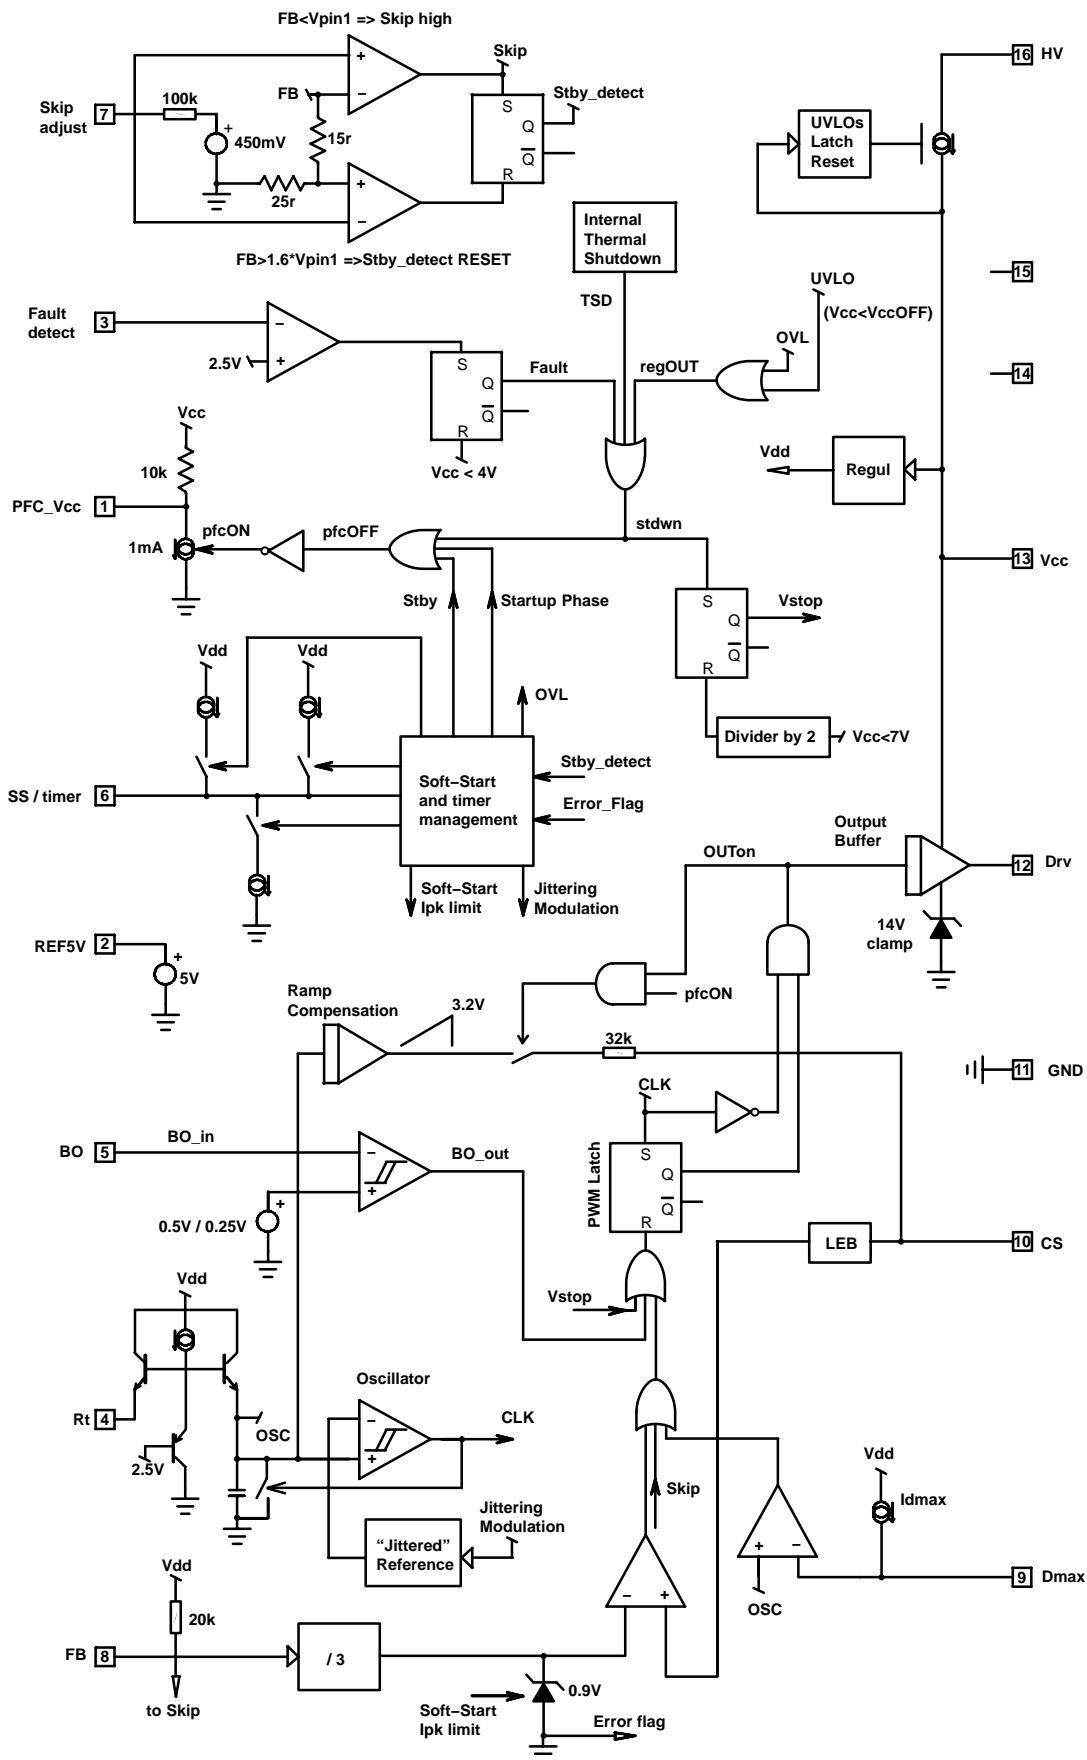 FB<Vpin1 => Skip high
Skip
16 HV
FB
Stby_detect
100k
Skip
adjust
7
+
−
S
Q
Q
R
UVLOs
Latch
Reset
+
450mV
15r
25r
+
−
FB>1.6*Vpin1 =>Stby_detect RESET
Internal
Thermal
Shutdown
TSD
UVLO
(Vcc<VccOFF)
15
Fault
detect
3
−
+
2.5V
OVL
S
Q
Q
R
Fault
regOUT
14
Vcc < 4V
Vcc
10k
Vdd
Regul
PFC_Vcc 1
1mA
pfcON
pfcOFF
stdwn
13 Vcc
Stby
Startup Phase
S
Q
Q
R
Vstop
Vdd
Vdd
OVL
Divider by 2
Vcc<7V
SS / timer 6
Soft−Start
and timer
management
Stby_detect
Error_Flag
Output
Buffer
OUTon
12 Drv
Soft−Start
Ipk limit
Jittering
Modulation
14V
clamp
REF5V 2
+
5V
pfcON
Ramp
Compensation
3.2V
32k
11 GND
CLK
BO 5
BO_in
−
+
BO_out
PWM Latch
S
Q
Q
R
+
0.5V / 0.25V
LEB
10 CS
Vstop
Vdd
Rt 4
OSC
Oscillator
−
+
CLK
2.5V
Skip
Vdd
Idmax
Jittering
Modulation
“Jittered”
Reference
+
−
OSC
9 Dmax
Vdd
20k
−
+
FB 8
/ 3
to Skip
Soft−Start
Ipk limit
0.9V
Error flag